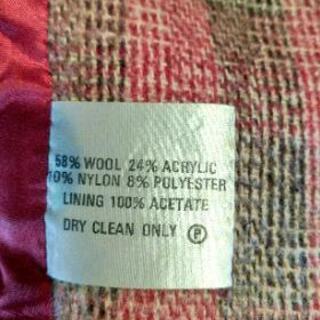 58% WOOL 24% ACRYLIC
10% NYLON 8% POLYESTER
LINING 100% ACETATE
DRY CLEAN ONLY Ⓟ